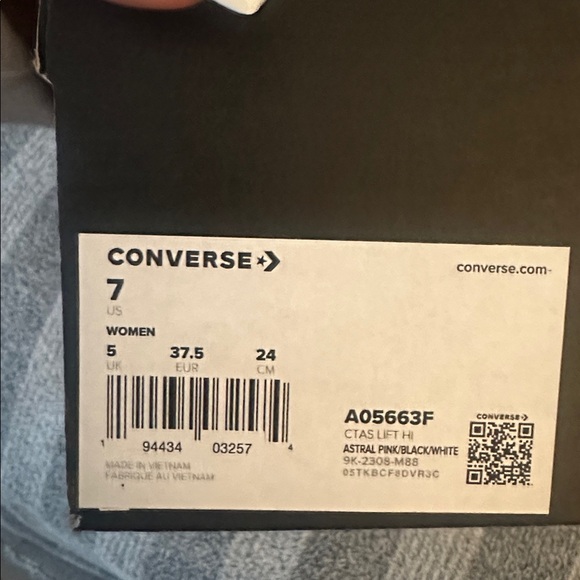 CONVERSE
converse.com
7
US
WOMEN
5 37.5 24
UK EUR CM
1 94434 03257 4
MADE IN VIETNAM
FABRIQUE AU VIETNAM
A05663F
CTAS LIFT HI
ASTRAL PINK/BLACK/WHITE
9K-2308-M88
05TKBCF8DVR3C
CONVERSE